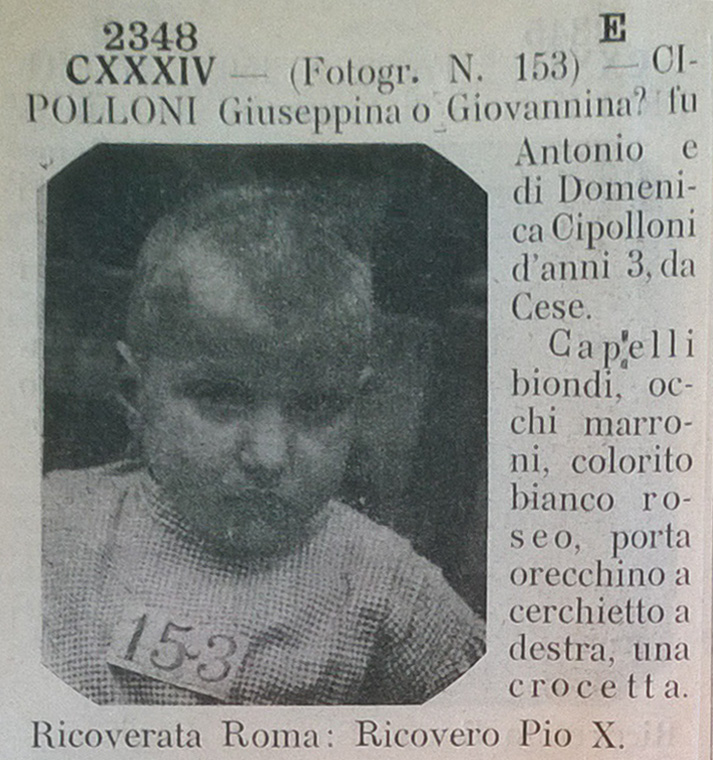 2348 E
CXXXIV — (Fotogr. N. 153) — CI-
POLLONI Giuseppina o Giovannina? fu
Antonio e
di Domeni-
ca Cipolloni
d'anni 3, da
Cese.
Capelli
biondi, oc-
chi marro-
ni, colorito
bianco ro-
seo, porta
orecchino a
cerchietto a
destra, una
crocetta.
153
Ricoverata Roma: Ricovero Pio X.